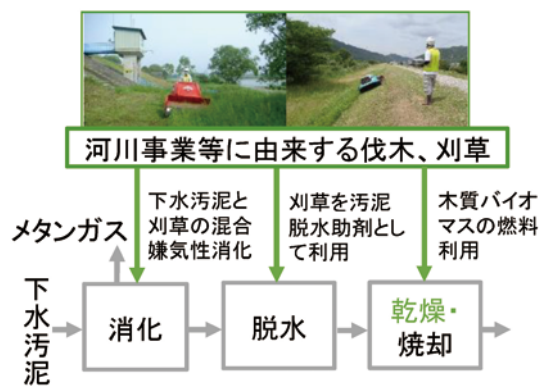 河川事業等に由来する伐木、刈草
下水汚泥と
刈草の混合
嫌気性消化
刈草を汚泥
脱水助剤とし
て利用
木質バイオ
マスの燃料
利用
メタンガス
下水汚泥
消化
脱水
乾燥・
焼却